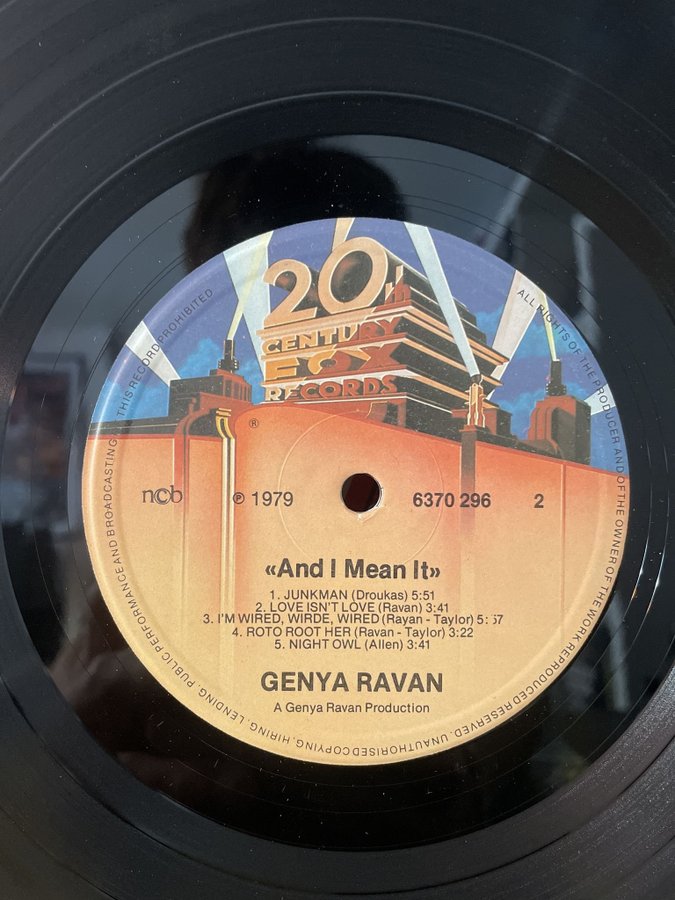 20th
CENTURY
FOX
RECORDS
®
ncb
℗ 1979
6370 296
2
«And I Mean It»
1. JUNKMAN (Droukas) 5:51
2. LOVE ISN'T LOVE (Ravan) 3:41
3. I'M WIRED, WIRDE, WIRED (Rayan - Taylor)
4. ROTO ROOT HER (Ravan - Taylor) 3:22
5. NIGHT OWL (Allen) 3:41
GENYA RAVAN
A Genya Ravan Production
ALL RIGHTS OF THE PRODUCER AND OF THE OWNER OF THE WORK REPRODUCED RESERVED. UNAUTHORISED COPYING, HIRING, LENDING, PUBLIC PERFORMANCE AND BROADCASTING THIS RECORD PROHIBITED